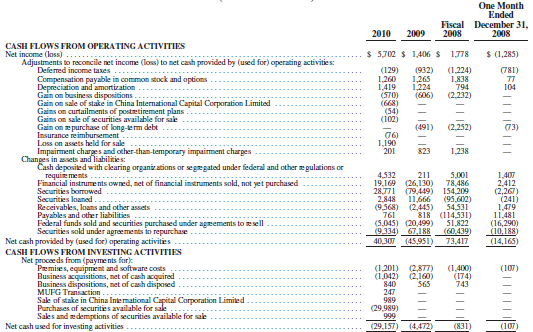 One Month
Ended
Fiscal December 31,
2010 2009 2008 2008
CASH FLOWS FROM OPERATING ACTIVITIES
Net income (loss) $ 5,702 $ 1,406 $ 1,778 $ (1,285)
Adjustments to reconcile net income (loss) to net cash provided by (used for) operating activities:
Deferred income taxes (129) (932) (1,224) (781)
Compensation payable in common stock and options 1,260 1,265 1,838 77
Depreciation and amortization 1,419 1,224 794 104
Gain on business dispositions (570) (606) (2,232) —
Gain on sale of stake in China International Capital Corporation Limited (668) — — —
Gains on curtailments of postretirement plans (54) — — —
Gains on sale of securities available for sale (102) — — —
Gain on repurchase of long-term debt — (491) (2,252) (73)
Insurance reimbursement (76) — — —
Loss on assets held for sale 1,190 — — —
Impairment charges and other-than-temporary impairment charges 201 823 1,238 —
Changes in assets and liabilities:
Cash deposited with clearing organizations or segregated under federal and other regulations or
requirements 4,532 211 5,001 1,407
Financial instruments owned, net of financial instruments sold, not yet purchased 19,169 (26,130) 78,486 2,412
Securities borrowed 28,771 (79,449) 154,209 (2,267)
Securities loaned 2,848 11,666 (95,602) (241)
Receivables, loans and other assets (9,568) (2,445) 54,531 1,479
Payables and other liabilities 761 818 (114,531) 11,481
Federal funds sold and securities purchased under agreements to resell (5,045) (20,499) 51,822 (16,290)
Securities sold under agreements to repurchase (9,334) 67,188 (60,439) (10,188)
Net cash provided by (used for) operating activities 40,307 (45,951) 73,417 (14,165)
CASH FLOWS FROM INVESTING ACTIVITIES
Net proceeds from (payments for):
Premises, equipment and software costs (1,201) (2,877) (1,400) (107)
Business acquisitions, net of cash acquired (1,042) (2,160) (174) —
Business dispositions, net of cash disposed 840 565 743 —
MUFG Transaction 247 — — —
Sale of stake in China International Capital Corporation Limited 989 — — —
Purchases of securities available for sale (29,989) — — —
Sales and redemptions of securities available for sale 999 — — —
Net cash used for investing activities (29,157) (4,472) (831) (107)